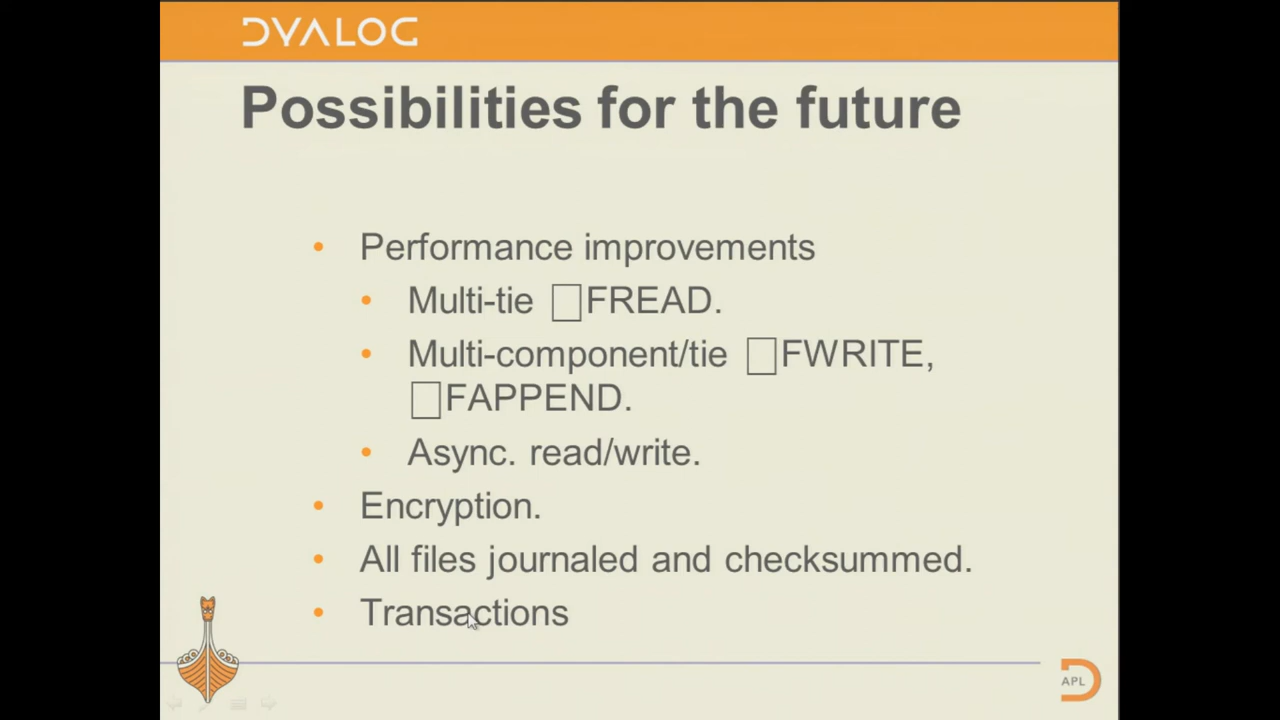 DYALOG
Possibilities for the future
• Performance improvements
• Multi-tie ⎕FREAD.
• Multi-component/tie ⎕FWRITE,
⎕FAPPEND.
• Async. read/write.
• Encryption.
• All files journaled and checksummed.
• Transactions
APL